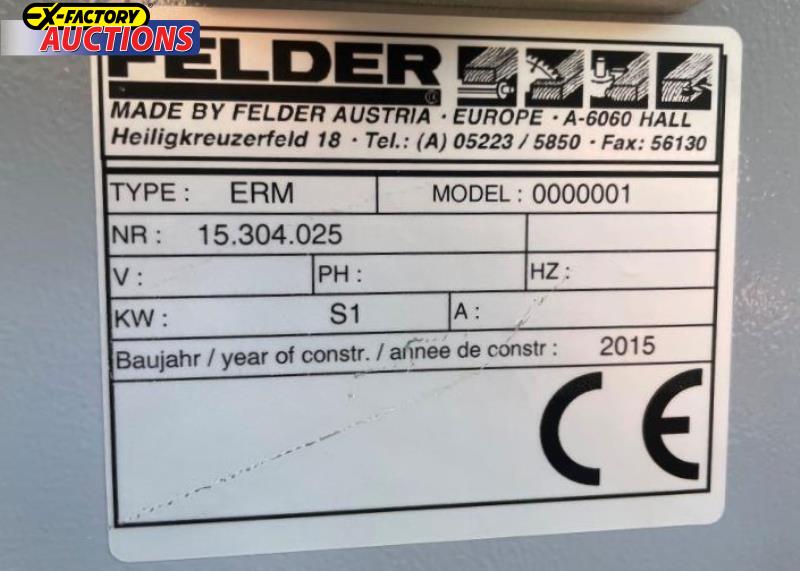 EX-FACTORY
AUCTIONS
FELDER ®
MADE BY FELDER AUSTRIA · EUROPE · A-6060 HALL
Heiligkreuzerfeld 18 · Tel.: (A) 05223 / 5850 · Fax: 56130
TYPE : ERM MODEL : 0000001
NR : 15.304.025
V : PH : HZ :
KW : S1 A :
Baujahr / year of constr. / annee de constr : 2015
CE